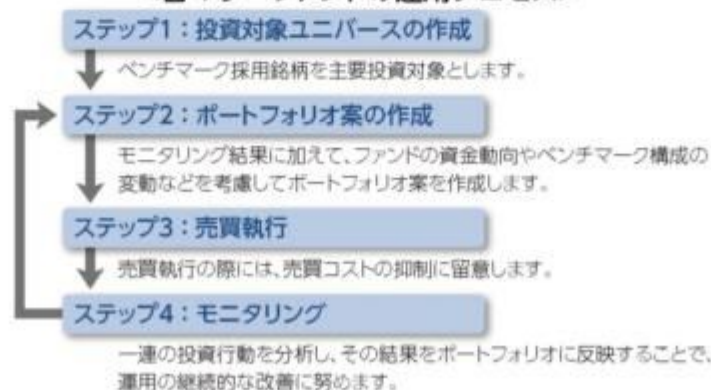 ステップ1：投資対象ユニバースの作成
ベンチマーク採用銘柄を主要投資対象とします。
ステップ2：ポートフォリオ案の作成
モニタリング結果に加えて、ファンドの資金動向やベンチマーク構成の
変動などを考慮してポートフォリオ案を作成します。
ステップ3：売買執行
売買執行の際には、売買コストの抑制に留意します。
ステップ4：モニタリング
一連の投資行動を分析し、その結果をポートフォリオに反映することで、
運用の継続的な改善に努めます。